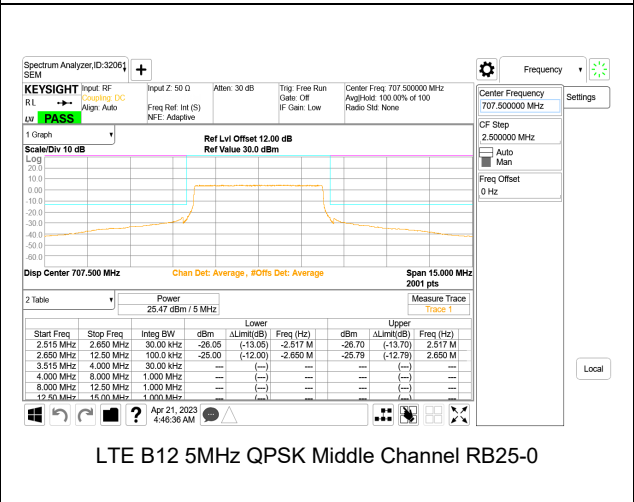 Spectrum Analyzer,ID:32061
SEM
+
Frequency
KEYSIGHT Input: RF Input Z: 50 Ω Atten: 30 dB Trig: Free Run Center Freq: 707.500000 MHz
RL Coupling: DC Gate: Off Avg|Hold: 100.00% of 100
Align: Auto Freq Ref: Int (S) IF Gain: Low Radio Std: None
LXI PASS NFE: Adaptive
Center Frequency
707.500000 MHz
Settings
CF Step
2.500000 MHz
Auto
Man
Freq Offset
0 Hz
1 Graph
Ref Lvl Offset 12.00 dB
Scale/Div 10 dB Ref Value 30.0 dBm
Log
20.0
10.0
0.00
-10.0
-20.0
-30.0
-40.0
-50.0
-60.0
Disp Center 707.500 MHz Chan Det: Average, #Offs Det: Average Span 15.000 MHz
2001 pts
2 Table Power Measure Trace
25.47 dBm / 5 MHz Trace 1
Lower Upper
Start Freq Stop Freq Integ BW dBm ΔLimit(dB) Freq (Hz) dBm ΔLimit(dB) Freq (Hz)
2.515 MHz 2.650 MHz 30.00 kHz -26.05 (-13.05) -2.517 M -26.70 (-13.70) 2.517 M
2.650 MHz 12.50 MHz 100.0 kHz -25.00 (-12.00) -2.650 M -25.79 (-12.79) 2.650 M
3.515 MHz 4.000 MHz 30.00 kHz --- (---) --- --- (---) ---
4.000 MHz 8.000 MHz 1.000 MHz --- (---) --- --- (---) ---
8.000 MHz 12.50 MHz 1.000 MHz --- (---) --- --- (---) ---
12.50 MHz 15.00 MHz 1.000 MHz --- (---) --- --- (---) ---
Local
? Apr 21, 2023
4:46:36 AM
LTE B12 5MHz QPSK Middle Channel RB25-0